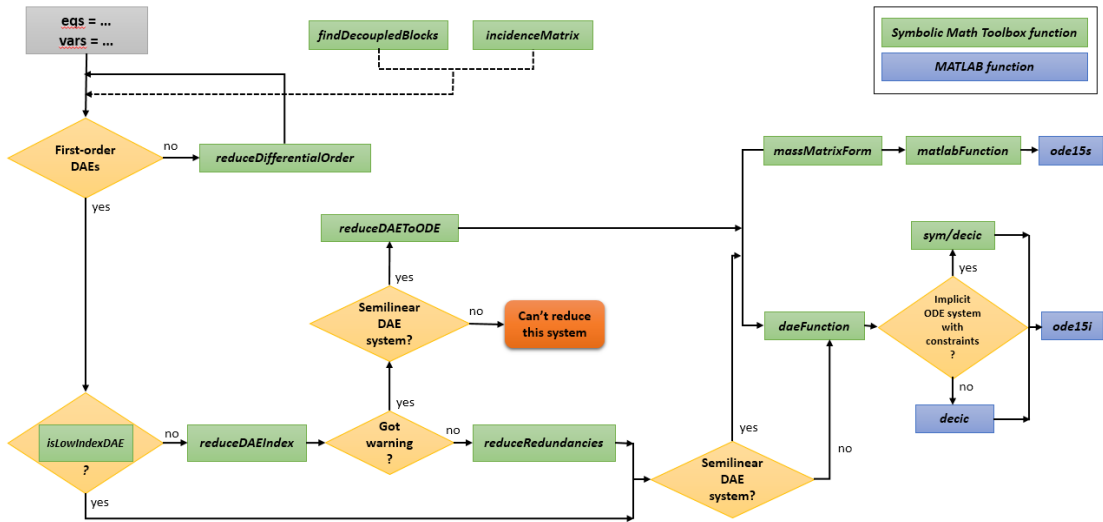 eqs = ...
vars = ...
findDecoupledBlocks
incidenceMatrix
Symbolic Math Toolbox function
MATLAB function
First-order
DAEs
no
reduceDifferentialOrder
yes
massMatrixForm
matlabFunction
ode15s
reduceDAEToODE
sym/decic
yes
yes
Semilinear
DAE
system?
no
Can't reduce
this system
daeFunction
Implicit
ODE system
with
constraints
?
ode15i
no
decic
yes
isLowIndexDAE
?
no
reduceDAEIndex
Got
warning
?
no
reduceRedundancies
yes
Semilinear
DAE
system?
no
yes